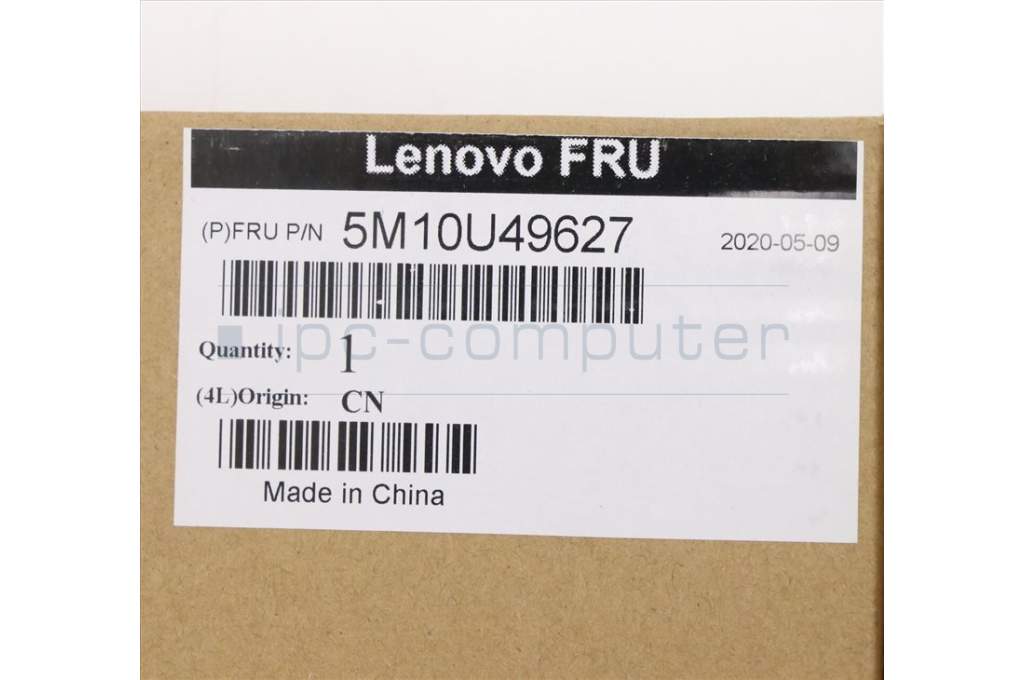 Lenovo FRU
(P)FRU P/N 5M10U49627 2020-05-09
ipc-computer
Quantity: 1
(4L)Origin: CN
Made in China